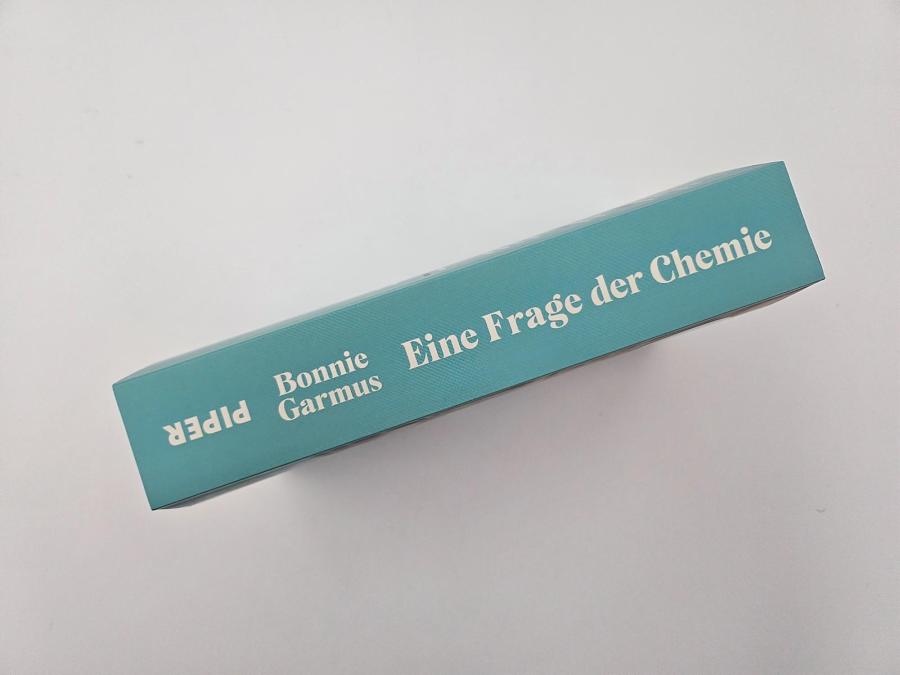 PIPER
Bonnie
Garmus
Eine Frage der Chemie